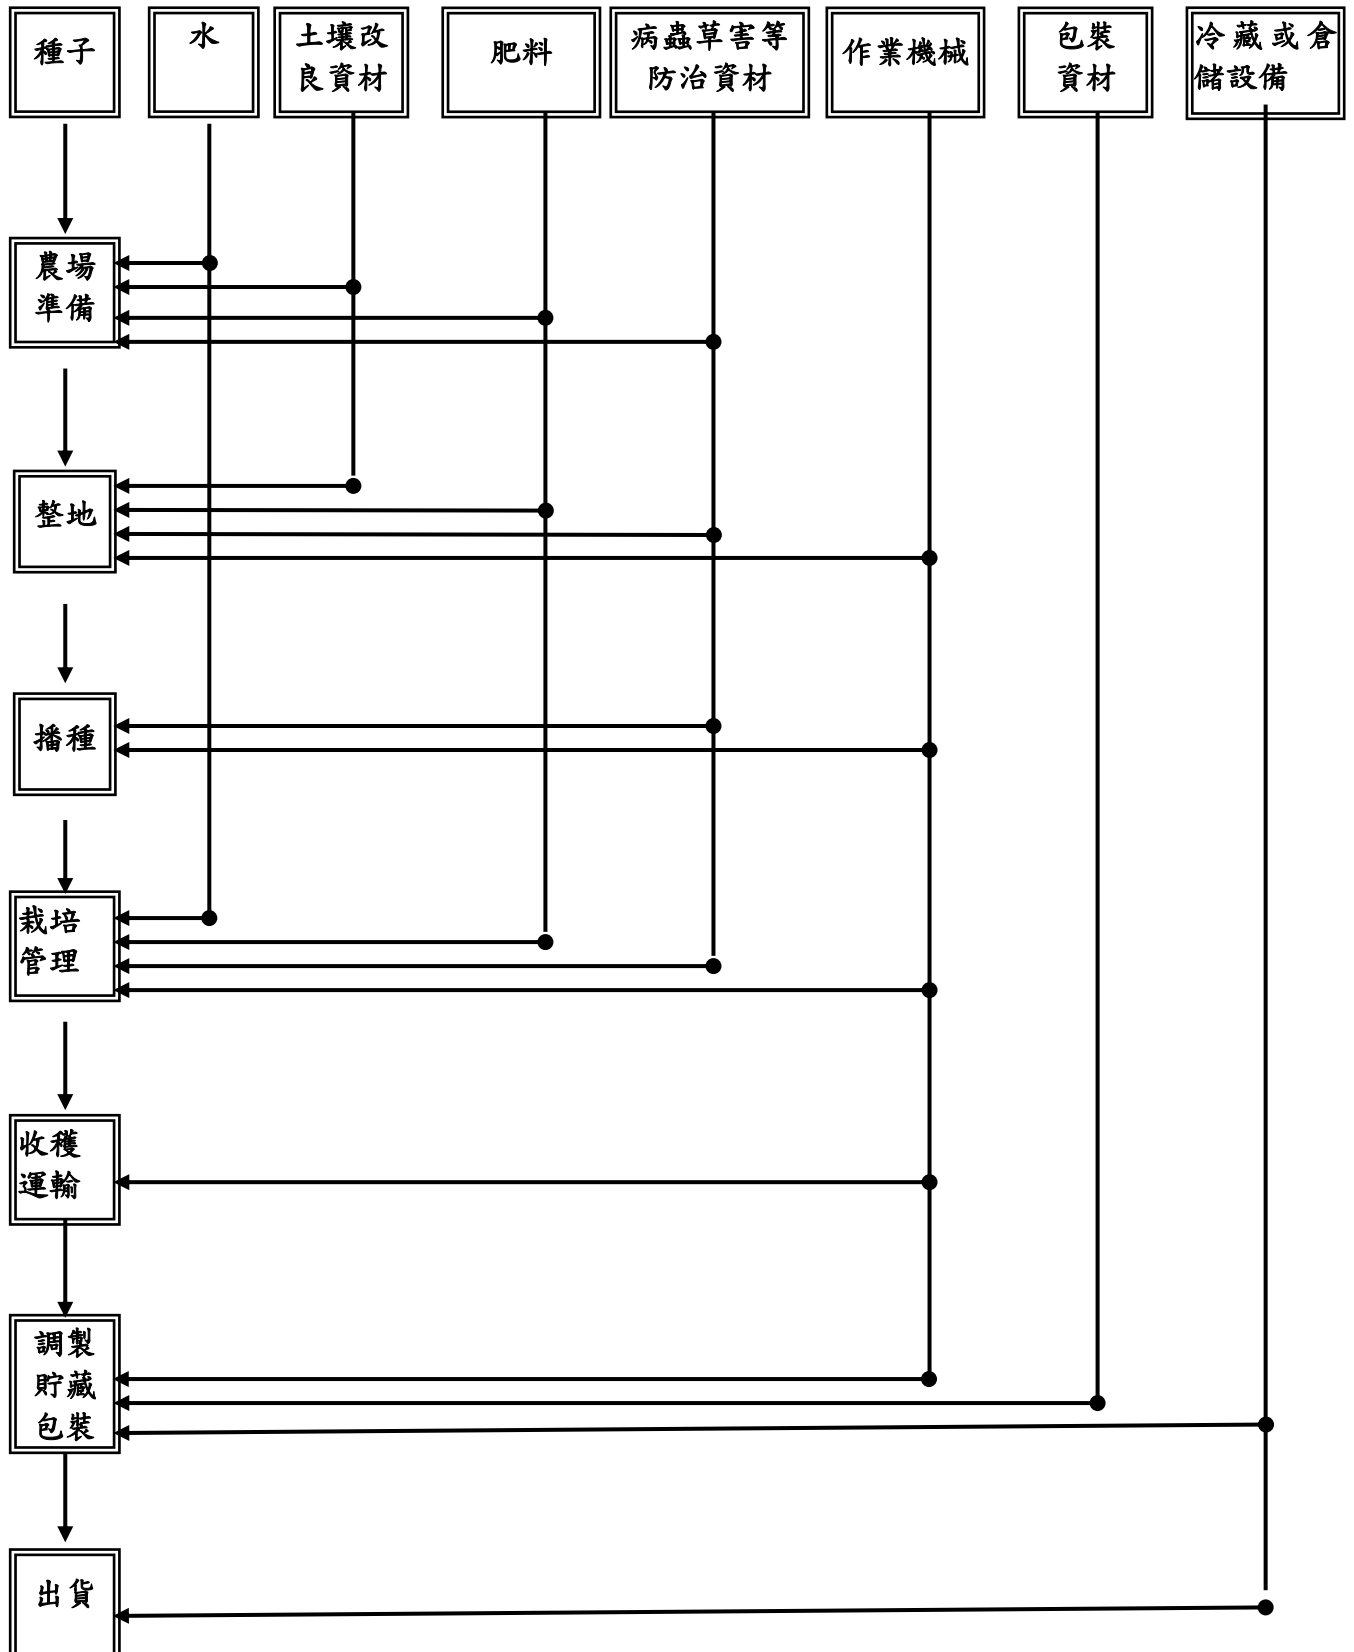 種子
水
土壤改
良資材
肥料
病蟲草害等
防治資材
作業機械
包裝
資材
冷藏或倉
儲設備
農場
準備
整地
播種
栽培
管理
收穫
運輸
調製
貯藏
包裝
出貨